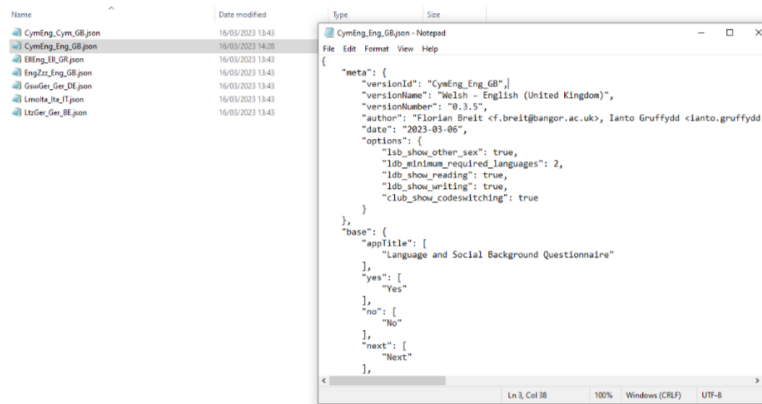 Name Date modified Type Size
CymEng_Cym_GB.json 16/03/2023 13:43
CymEng_Eng_GB.json 16/03/2023 14:28
EllEng_Ell_GR.json 16/03/2023 13:43
EngZzz_Eng_GB.json 16/03/2023 13:43
GswGer_Ger_DE.json 16/03/2023 13:43
LmoIta_Ita_IT.json 16/03/2023 13:43
LtzGer_Ger_BE.json 16/03/2023 13:43
CymEng_Eng_GB.json - Notepad
File Edit Format View Help
{
"meta": {
"versionId": "CymEng_Eng_GB",
"versionName": "Welsh – English (United Kingdom)",
"versionNumber": "0.3.5",
"author": "Florian Breit <f.breit@bangor.ac.uk>, Ianto Gruffydd <ianto.gruffydd
"date": "2023-03-06",
"options": {
"lsb_show_other_sex": true,
"ldb_minimum_required_languages": 2,
"ldb_show_reading": true,
"ldb_show_writing": true,
"club_show_codeswitching": true
}
},
"base": {
"appTitle": [
"Language and Social Background Questionnaire"
],
"yes": [
"Yes"
],
"no": [
"No"
],
"next": [
"Next"
],
Ln 3, Col 38 100% Windows (CRLF) UTF-8